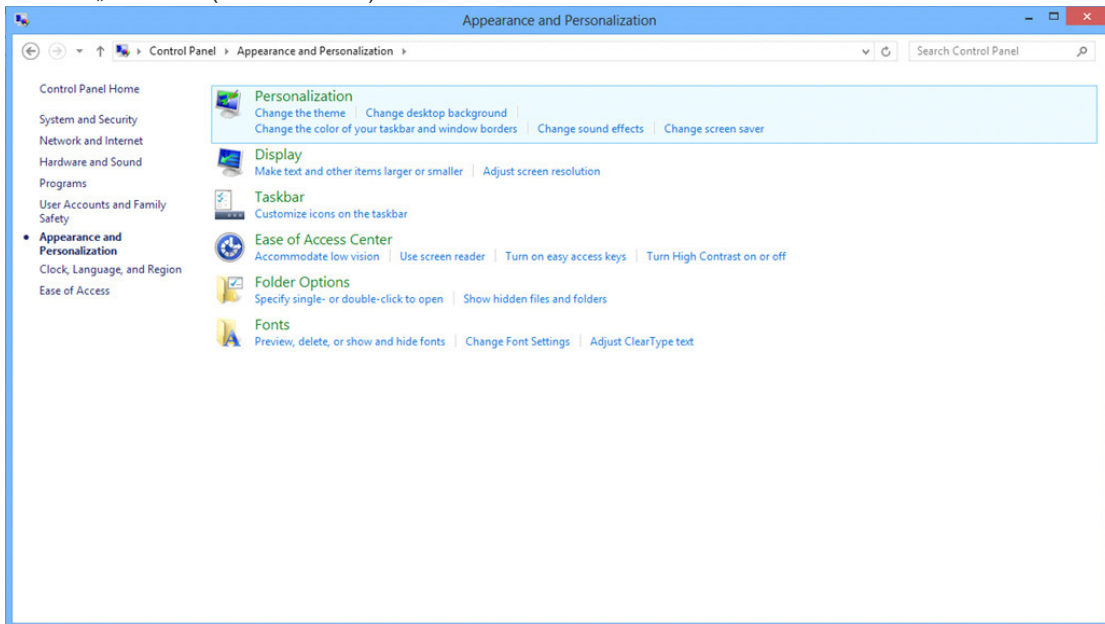 Appearance and Personalization
Control Panel Appearance and Personalization
Search Control Panel
Control Panel Home
System and Security
Network and Internet
Hardware and Sound
Programs
User Accounts and Family
Safety
Appearance and
Personalization
Clock, Language, and Region
Ease of Access
Personalization
Change the theme Change desktop background
Change the color of your taskbar and window borders Change sound effects Change screen saver
Display
Make text and other items larger or smaller Adjust screen resolution
Taskbar
Customize icons on the taskbar
Ease of Access Center
Accommodate low vision Use screen reader Turn on easy access keys Turn High Contrast on or off
Folder Options
Specify single- or double-click to open Show hidden files and folders
Fonts
Preview, delete, or show and hide fonts Change Font Settings Adjust ClearType text